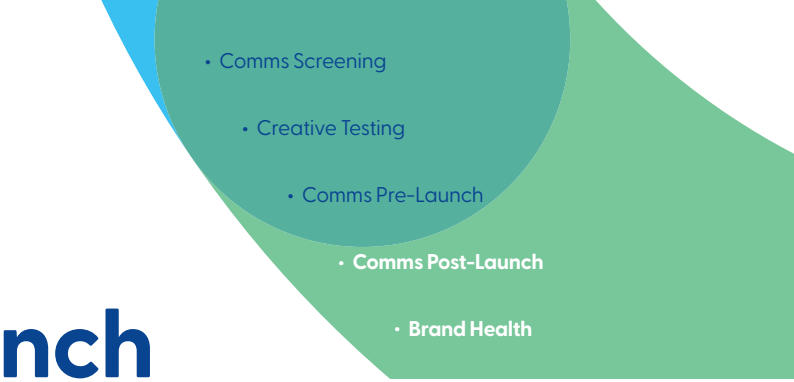 • Comms Screening
• Creative Testing
• Comms Pre-Launch
• Comms Post-Launch
• Brand Health
nch